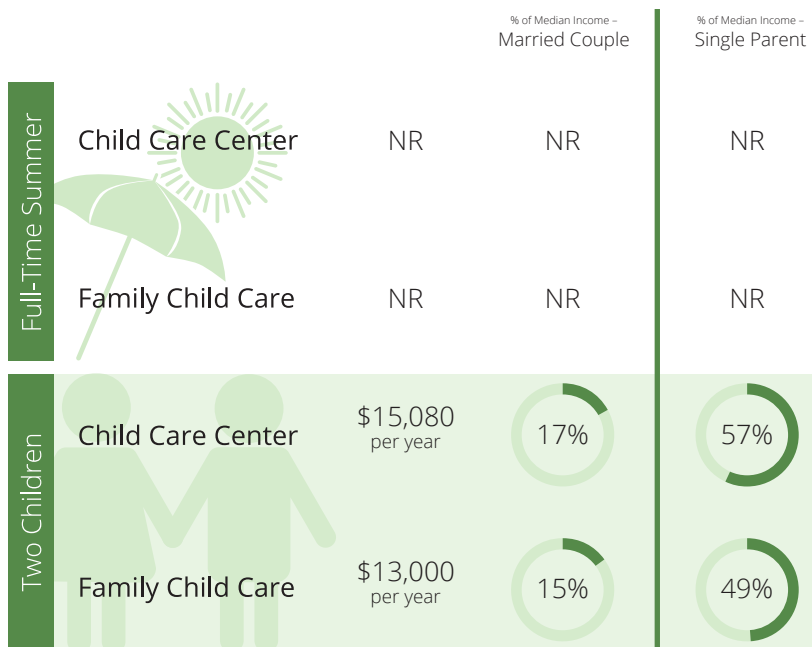 % of Median Income –
Married Couple
% of Median Income –
Single Parent
Full-Time Summer
Child Care Center NR NR NR
Family Child Care NR NR NR
Two Children
Child Care Center $15,080 per year 17% 57%
Family Child Care $13,000 per year 15% 49%